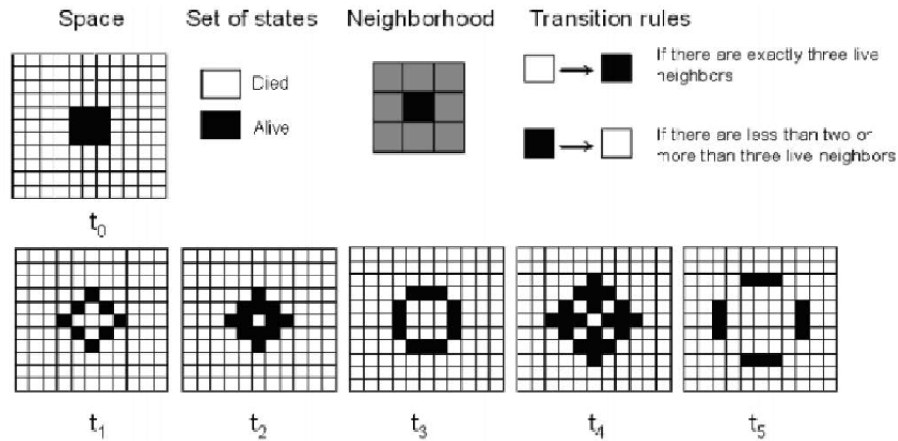 Space
Set of states
Neighborhood
Transition rules
Died
Alive
If there are exactly three live
neighbors
If there are less than two or
more than three live neighbors
t₀
t₁
t₂
t₃
t₄
t₅